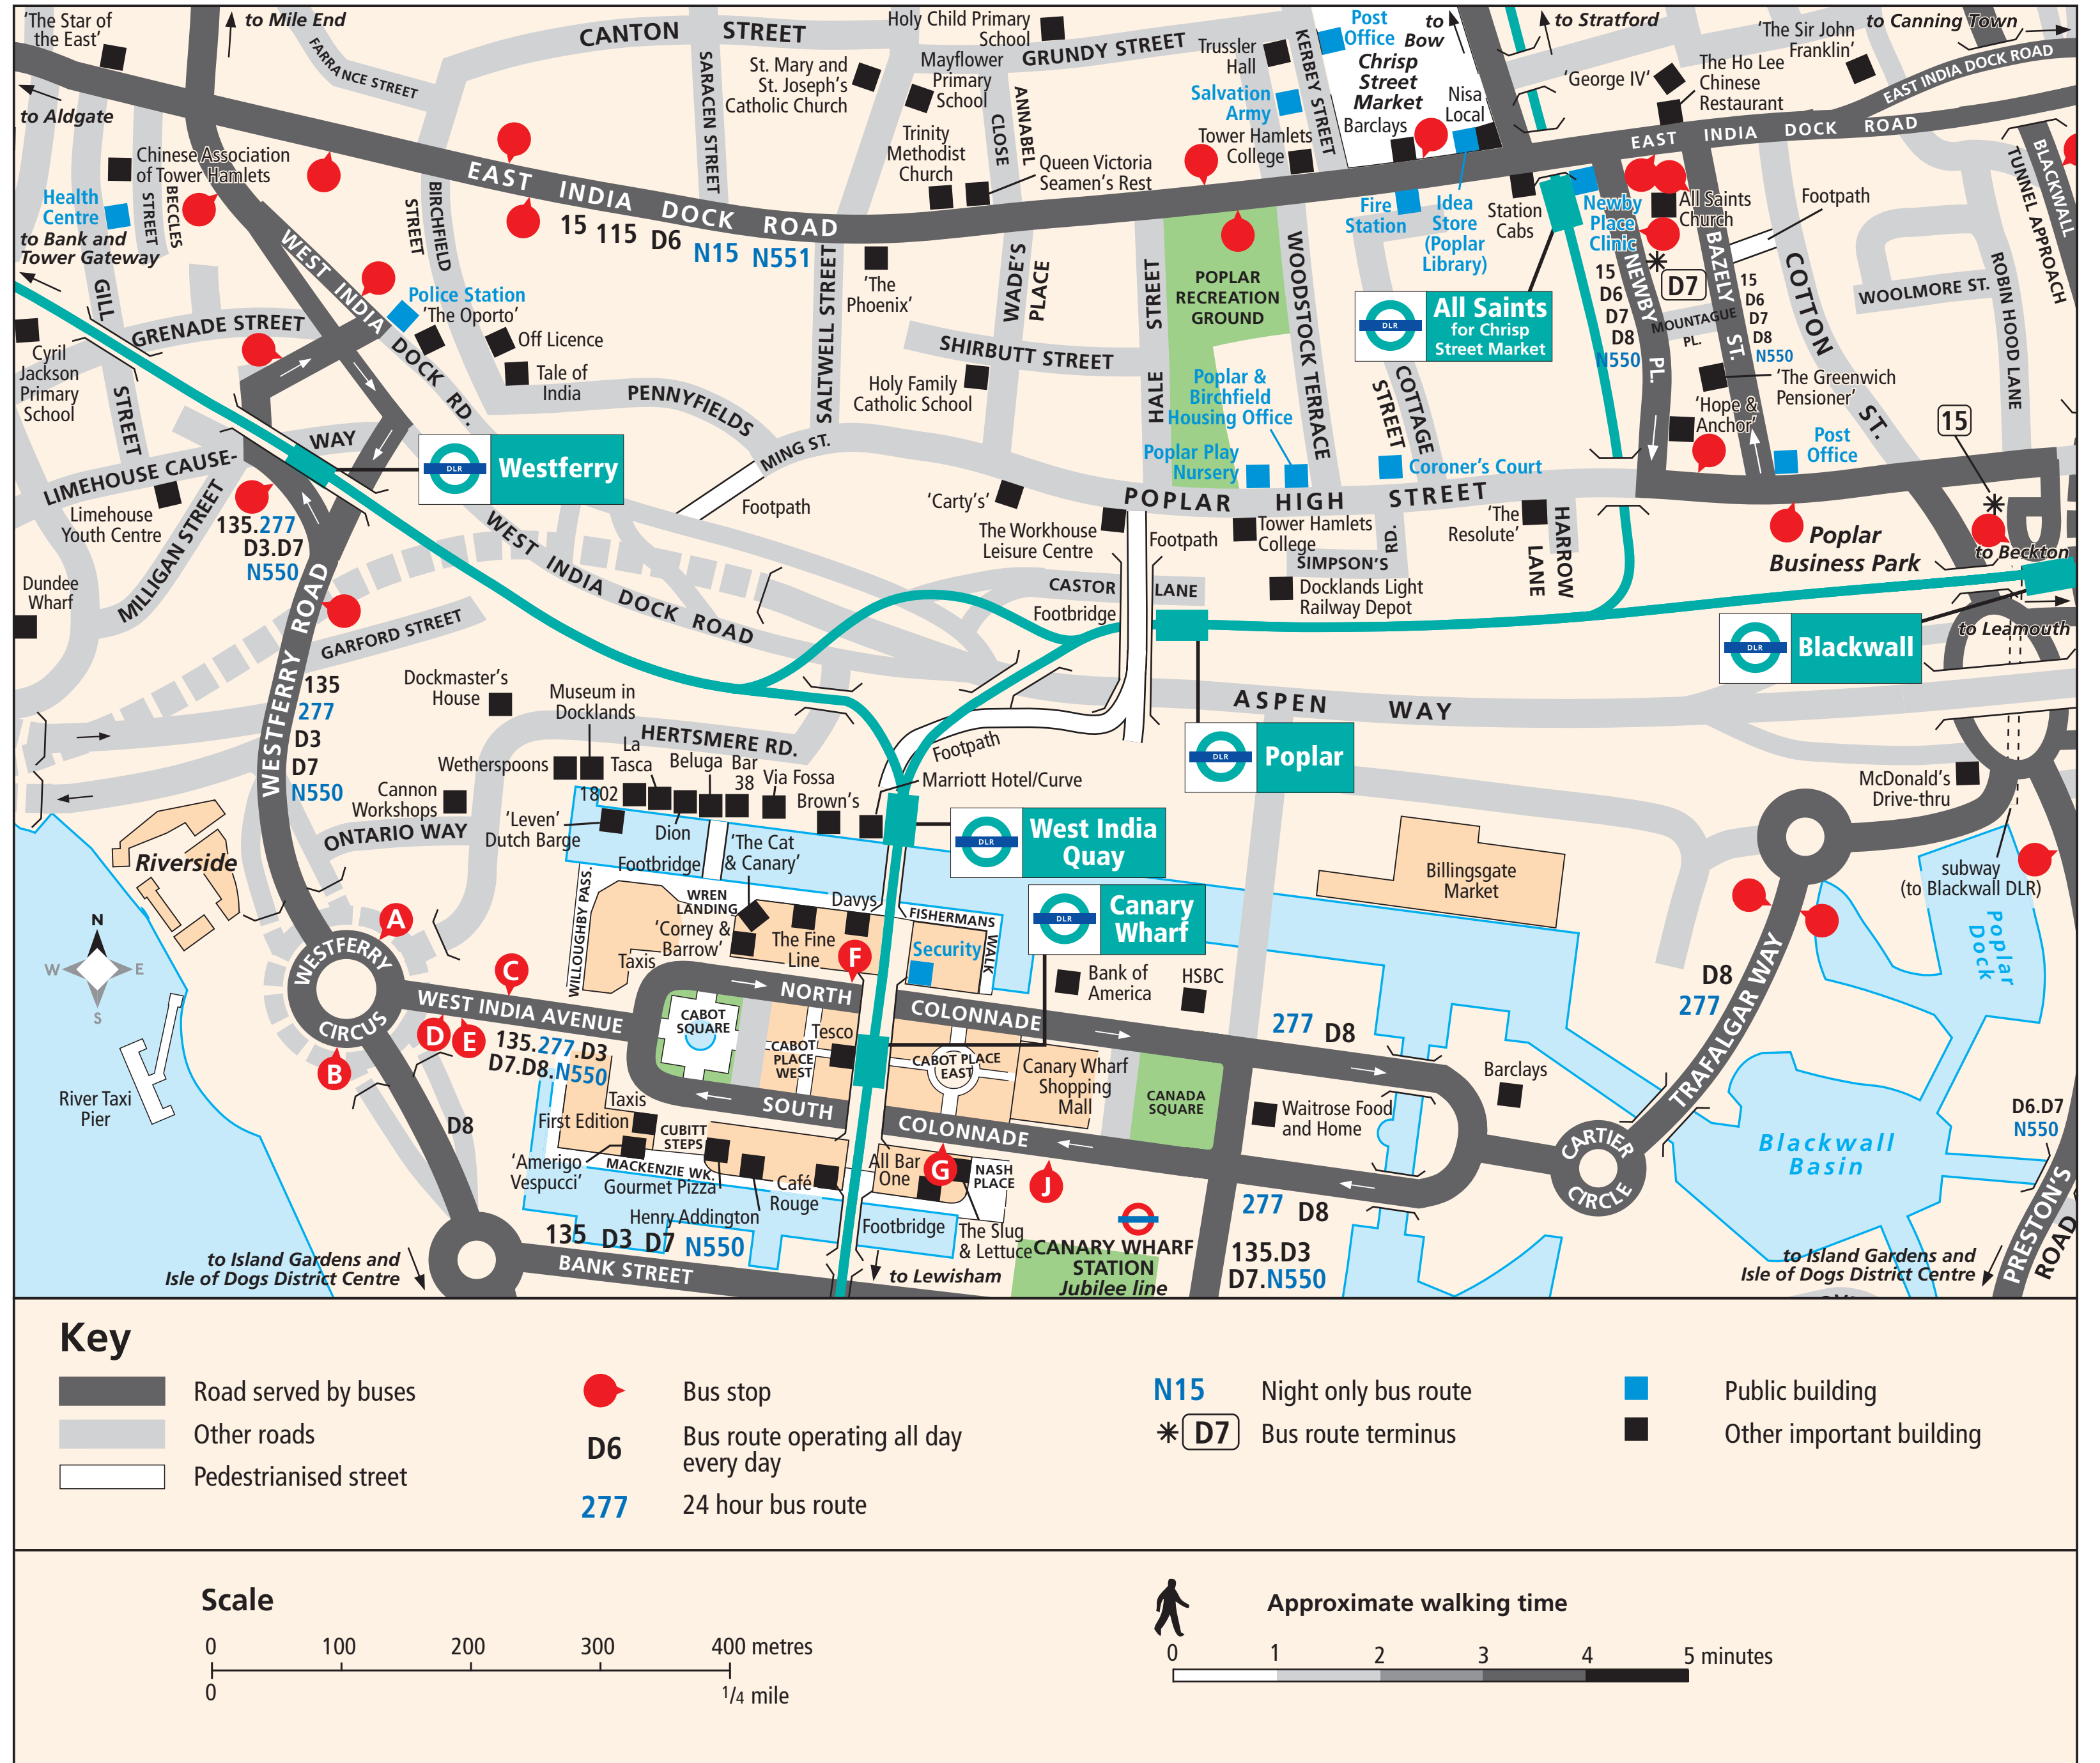 'The Star of
the East'
to Mile End
FARRANCE STREET
CANTON STREET
SARACEN STREET
Holy Child Primary
School
GRUNDY STREET
Mayflower
Primary
School
St. Mary and
St. Joseph's
Catholic Church
ANNABEL
CLOSE
Trinity
Methodist
Church
Queen Victoria
Seamen's Rest
Trussler
Hall
Salvation
Army
Tower Hamlets
College
KERBEY STREET
Post
Office
to
Bow
Chrisp
Street
Market
Nisa
Local
Barclays
to Stratford
'George IV'
The Ho Lee
Chinese
Restaurant
'The Sir John
Franklin'
to Canning Town
EAST INDIA DOCK ROAD
EAST INDIA DOCK ROAD
to Aldgate
Chinese Association
of Tower Hamlets
Health
Centre
to Bank and
Tower Gateway
BECCLES
STREET
BIRCHFIELD
STREET
EAST INDIA DOCK ROAD
15 115 D6 N15 N551
WEST INDIA DOCK RD.
Police Station
'The Oporto'
Off Licence
Tale of
India
GILL
STREET
GRENADE STREET
Cyril
Jackson
Primary
School
'The
Phoenix'
SALTWELL STREET
WADE'S
PLACE
SHIRBUTT STREET
Holy Family
Catholic School
PENNYFIELDS
MING ST.
HALE
STREET
POPLAR
RECREATION
GROUND
WOODSTOCK TERRACE
Poplar &
Birchfield
Housing Office
Poplar Play
Nursery
Fire
Station
Idea
Store
(Poplar
Library)
Station
Cabs
DLR
All Saints
for Chrisp
Street Market
COTTAGE
STREET
Coroner's Court
Newby
Place
Clinic
15
D6
D7
D8
N550
NEWBY PL.
D7
All Saints
Church
BAZELY ST.
15
D6
D7
D8
N550
MOUNTAGUE
PL.
Footpath
COTTON ST.
WOOLMORE ST.
ROBIN HOOD LANE
BLACKWALL
TUNNEL APPROACH
'The Greenwich
Pensioner'
'Hope &
Anchor'
Post
Office
15
LIMEHOUSE CAUSE-
WAY
DLR
Westferry
Limehouse
Youth Centre
MILLIGAN STREET
135.277
D3.D7
N550
Dundee
Wharf
WESTFERRY ROAD
GARFORD STREET
WEST INDIA DOCK ROAD
Footpath
'Carty's'
POPLAR HIGH STREET
The Workhouse
Leisure Centre
Footpath
Tower Hamlets
College
SIMPSON'S
RD.
Docklands Light
Railway Depot
'The
Resolute'
HARROW
LANE
Poplar
Business Park
to Beckton
to Leamouth
DLR
Blackwall
CASTOR LANE
Footbridge
ASPEN WAY
DLR
Poplar
135
277
D3
D7
N550
Dockmaster's
House
Museum in
Docklands
HERTSMERE RD.
Footpath
Wetherspoons
La
Tasca
Beluga
Bar
38
Via Fossa
Brown's
1802
Marriott Hotel/Curve
Cannon
Workshops
ONTARIO WAY
'Leven'
Dutch Barge
Dion
Footbridge
'The Cat
& Canary'
DLR
West India
Quay
Billingsgate
Market
McDonald's
Drive-thru
subway
(to Blackwall DLR)
Poplar
Dock
Riverside
N
W E
S
WILLOUGHBY PASS.
WREN
LANDING
Davys
'Corney &
Barrow'
The Fine
Line
FISHERMANS
WALK
Security
DLR
Canary
Wharf
Bank of
America
HSBC
Taxis
A
B
C
D
E
F
G
J
WESTFERRY
CIRCUS
WEST INDIA AVENUE
135.277.D3
D7.D8.N550
NORTH COLONNADE
CABOT
SQUARE
Tesco
CABOT
PLACE
WEST
CABOT PLACE
EAST
Canary Wharf
Shopping
Mall
CANADA
SQUARE
277 D8
SOUTH COLONNADE
Waitrose Food
and Home
Barclays
D8
277
TRAFALGAR WAY
CARTIER
CIRCLE
Blackwall
Basin
D6.D7
N550
PRESTON'S
ROAD
River Taxi
Pier
D8
Taxis
First Edition
CUBITT
STEPS
'Amerigo
Vespucci'
MACKENZIE WK.
Gourmet Pizza
Henry Addington
Café
Rouge
All Bar
One
NASH
PLACE
Footbridge
The Slug
& Lettuce
CANARY WHARF
STATION
Jubilee line
277 D8
135.D3
D7.N550
to Island Gardens and
Isle of Dogs District Centre
135 D3 D7 N550
BANK STREET
to Lewisham
to Island Gardens and
Isle of Dogs District Centre
Key
Road served by buses
Other roads
Pedestrianised street
Bus stop
D6
Bus route operating all day
every day
277
24 hour bus route
N15
Night only bus route
D7
Bus route terminus
Public building
Other important building
Scale
0 100 200 300 400 metres
0 1/4 mile
Approximate walking time
0 1 2 3 4 5 minutes